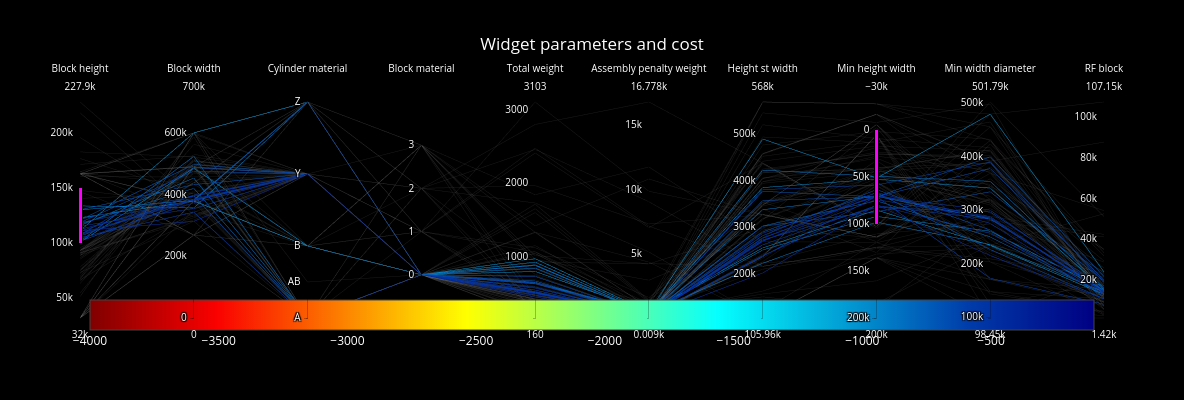 Widget parameters and cost
Block height Block width Cylinder material Block material Total weight Assembly penalty weight Height st width Min height width Min width diameter RF block
227.9k 700k 3103 16.778k 568k −30k 501.79k 107.15k
Z 500k
3000 100k
15k
200k 600k 0 500k
3
400k 80k
Y
150k 2 2000 400k 50k
10k
400k 60k
300k
1 300k 100k
100k 40k
B
200k 1000 5k 200k
0 200k 150k
AB 20k
50k
0 A 200k 100k
32k 0 160 0.009k 105.96k 200k 98.45k 1.42k
−4000 −3500 −3000 −2500 −2000 −1500 −1000 −500